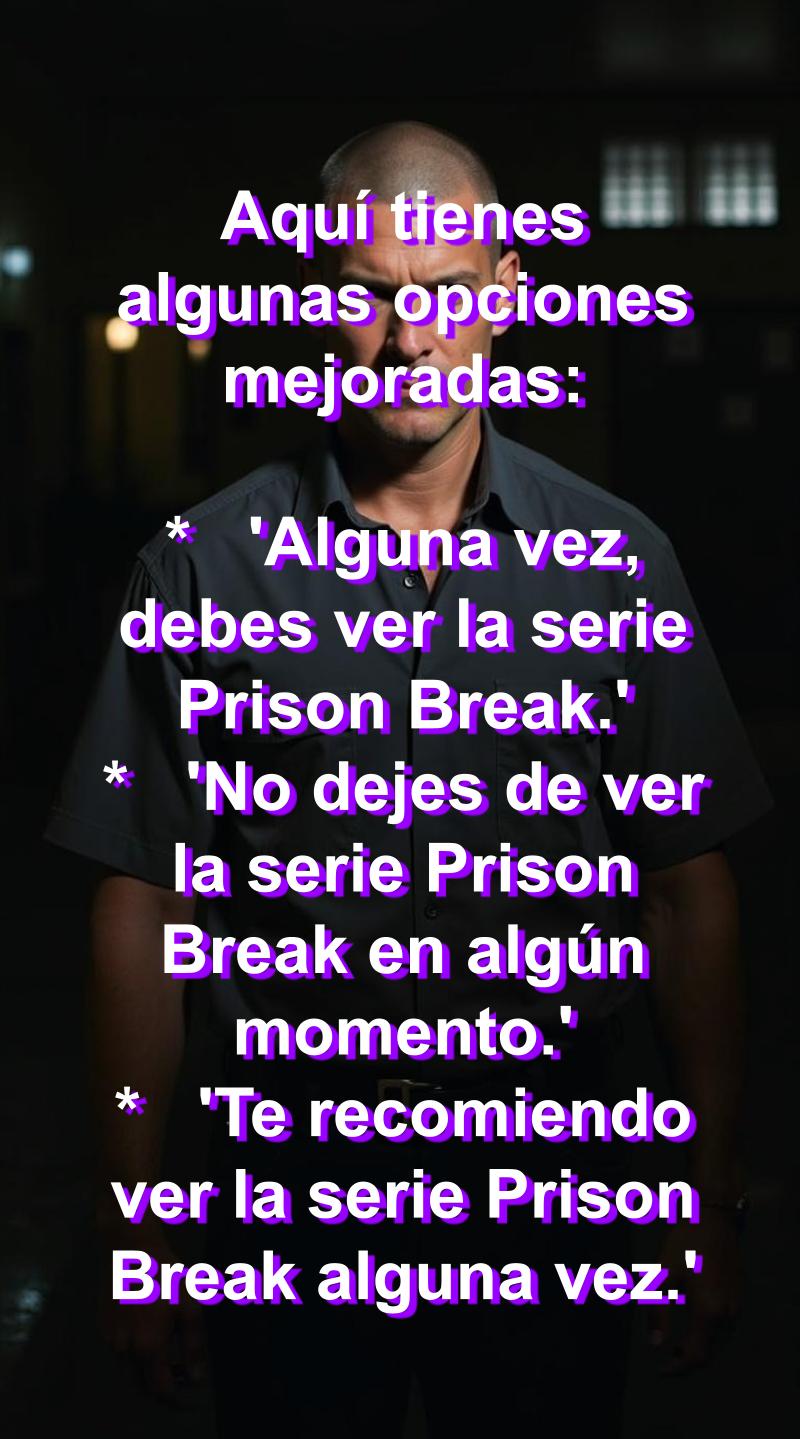 Aquí tienes
algunas opciones
mejoradas:
*   'Alguna vez,
debes ver la serie
Prison Break.'
*   'No dejes de ver
la serie Prison
Break en algún
momento.'
*   'Te recomiendo
ver la serie Prison
Break alguna vez.'